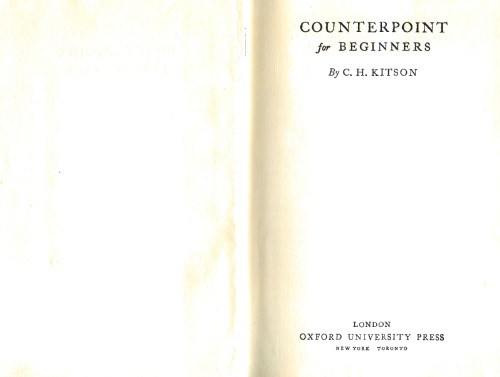 COUNTERPOINT
for BEGINNERS
By C. H. KITSON
LONDON
OXFORD UNIVERSITY PRESS
NEW YORK TORONTO